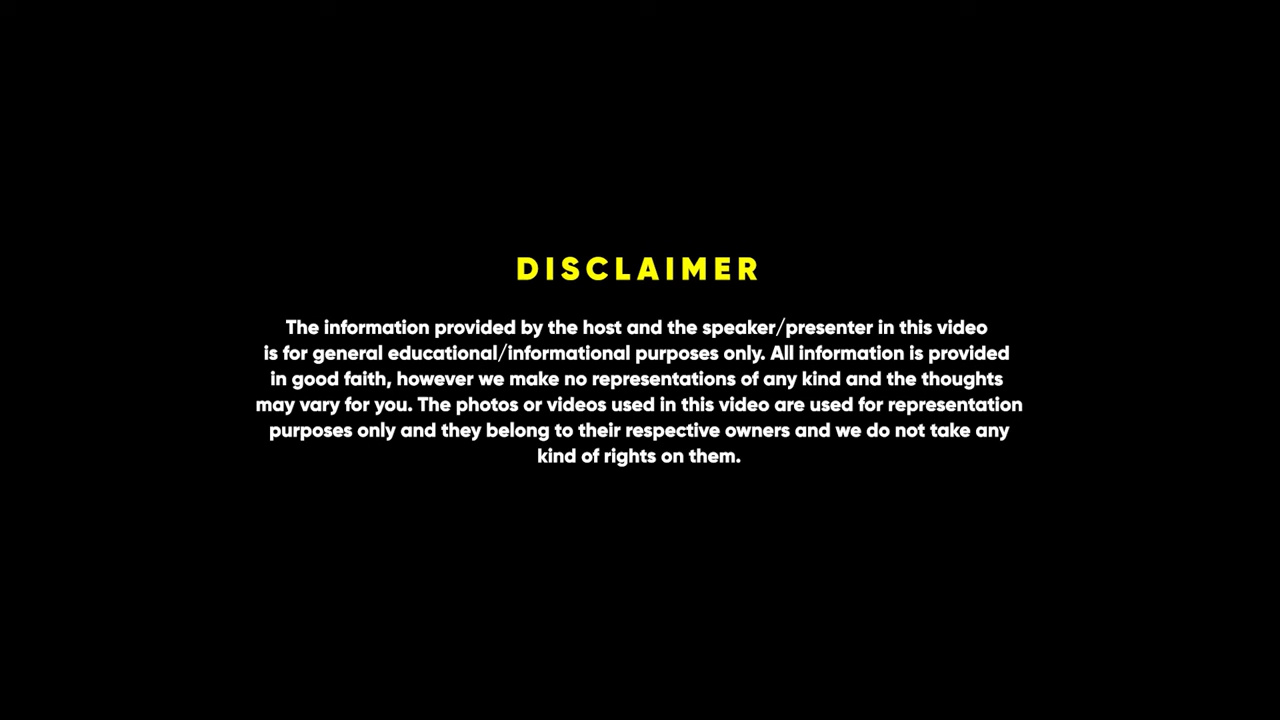 DISCLAIMER
The information provided by the host and the speaker/presenter in this video
is for general educational/informational purposes only. All information is provided
in good faith, however we make no representations of any kind and the thoughts
may vary for you. The photos or videos used in this video are used for representation
purposes only and they belong to their respective owners and we do not take any
kind of rights on them.